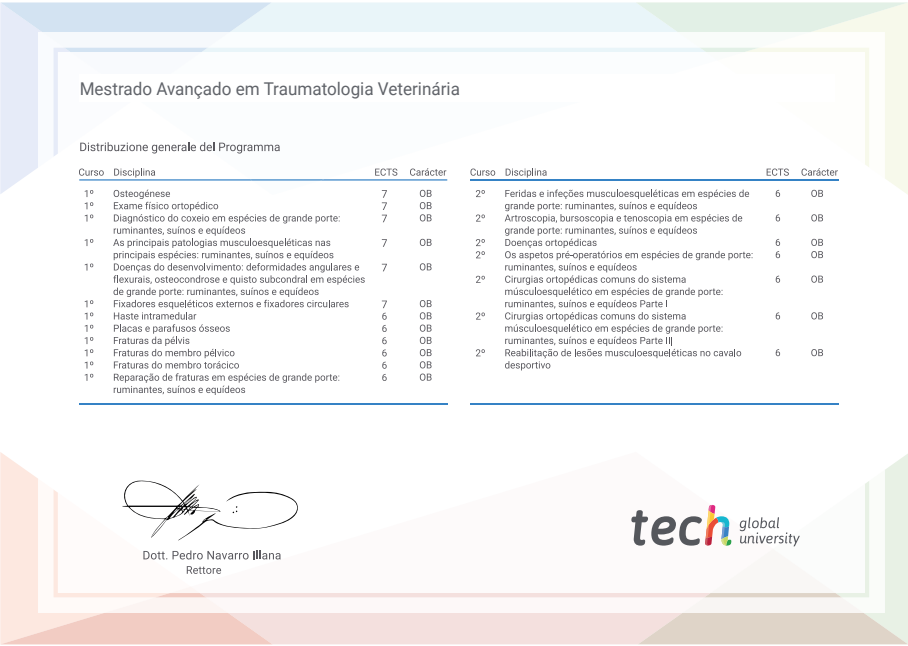 Mestrado Avançado em Traumatologia Veterinária
Distribuzione generale del Programma
Curso Disciplina ECTS Carácter
1º Osteogénese 7 OB
1º Exame físico ortopédico 7 OB
1º Diagnóstico do coxeio em espécies de grande porte: 7 OB
ruminantes, suínos e equídeos
1º As principais patologias musculoesqueléticas nas 7 OB
principais espécies: ruminantes, suínos e equídeos
1º Doenças do desenvolvimento: deformidades angulares e 7 OB
flexurais, osteocondrose e quisto subcondral em espécies
de grande porte: ruminantes, suínos e equídeos
1º Fixadores esqueléticos externos e fixadores circulares 7 OB
1º Haste intramedular 6 OB
1º Placas e parafusos ósseos 6 OB
1º Fraturas da pélvis 6 OB
1º Fraturas do membro pélvico 6 OB
1º Fraturas do membro torácico 6 OB
1º Reparação de fraturas em espécies de grande porte: 6 OB
ruminantes, suínos e equídeos
Curso Disciplina ECTS Carácter
2º Feridas e infeções musculoesqueléticas em espécies de 6 OB
grande porte: ruminantes, suínos e equídeos
2º Artroscopia, bursoscopia e tenoscopia em espécies de 6 OB
grande porte: ruminantes, suínos e equídeos
2º Doenças ortopédicas 6 OB
2º Os aspetos pré-operatórios em espécies de grande porte: 6 OB
ruminantes, suínos e equídeos
2º Cirurgias ortopédicas comuns do sistema 6 OB
músculoesquelético em espécies de grande porte:
ruminantes, suínos e equídeos Parte I
2º Cirurgias ortopédicas comuns do sistema 6 OB
músculoesquelético em espécies de grande porte:
ruminantes, suínos e equídeos Parte II
2º Reabilitação de lesões musculoesqueléticas no cavalo 6 OB
desportivo
Dott. Pedro Navarro Illana
Rettore
tech global
university